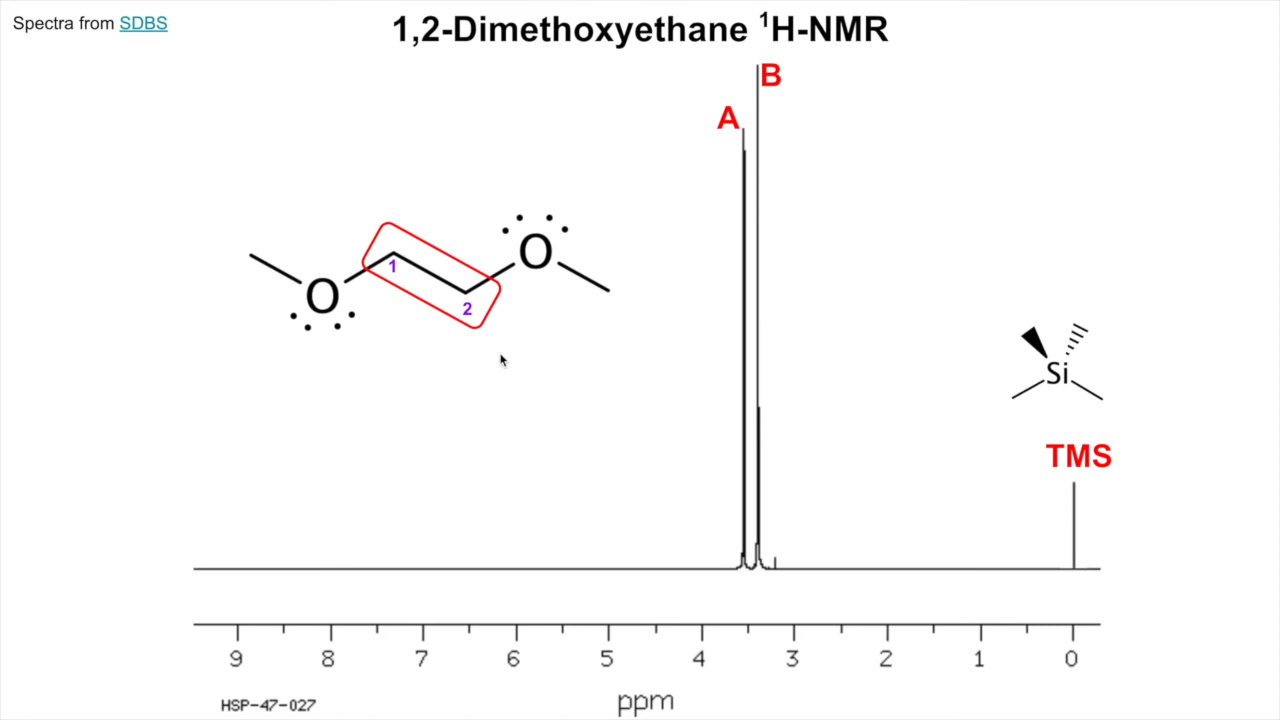 Spectra from SDBS
1,2-Dimethoxyethane ¹H-NMR
B
A
O
1
O
2
Si
TMS
9 8 7 6 5 4 3 2 1 0
HSP-47-027
ppm